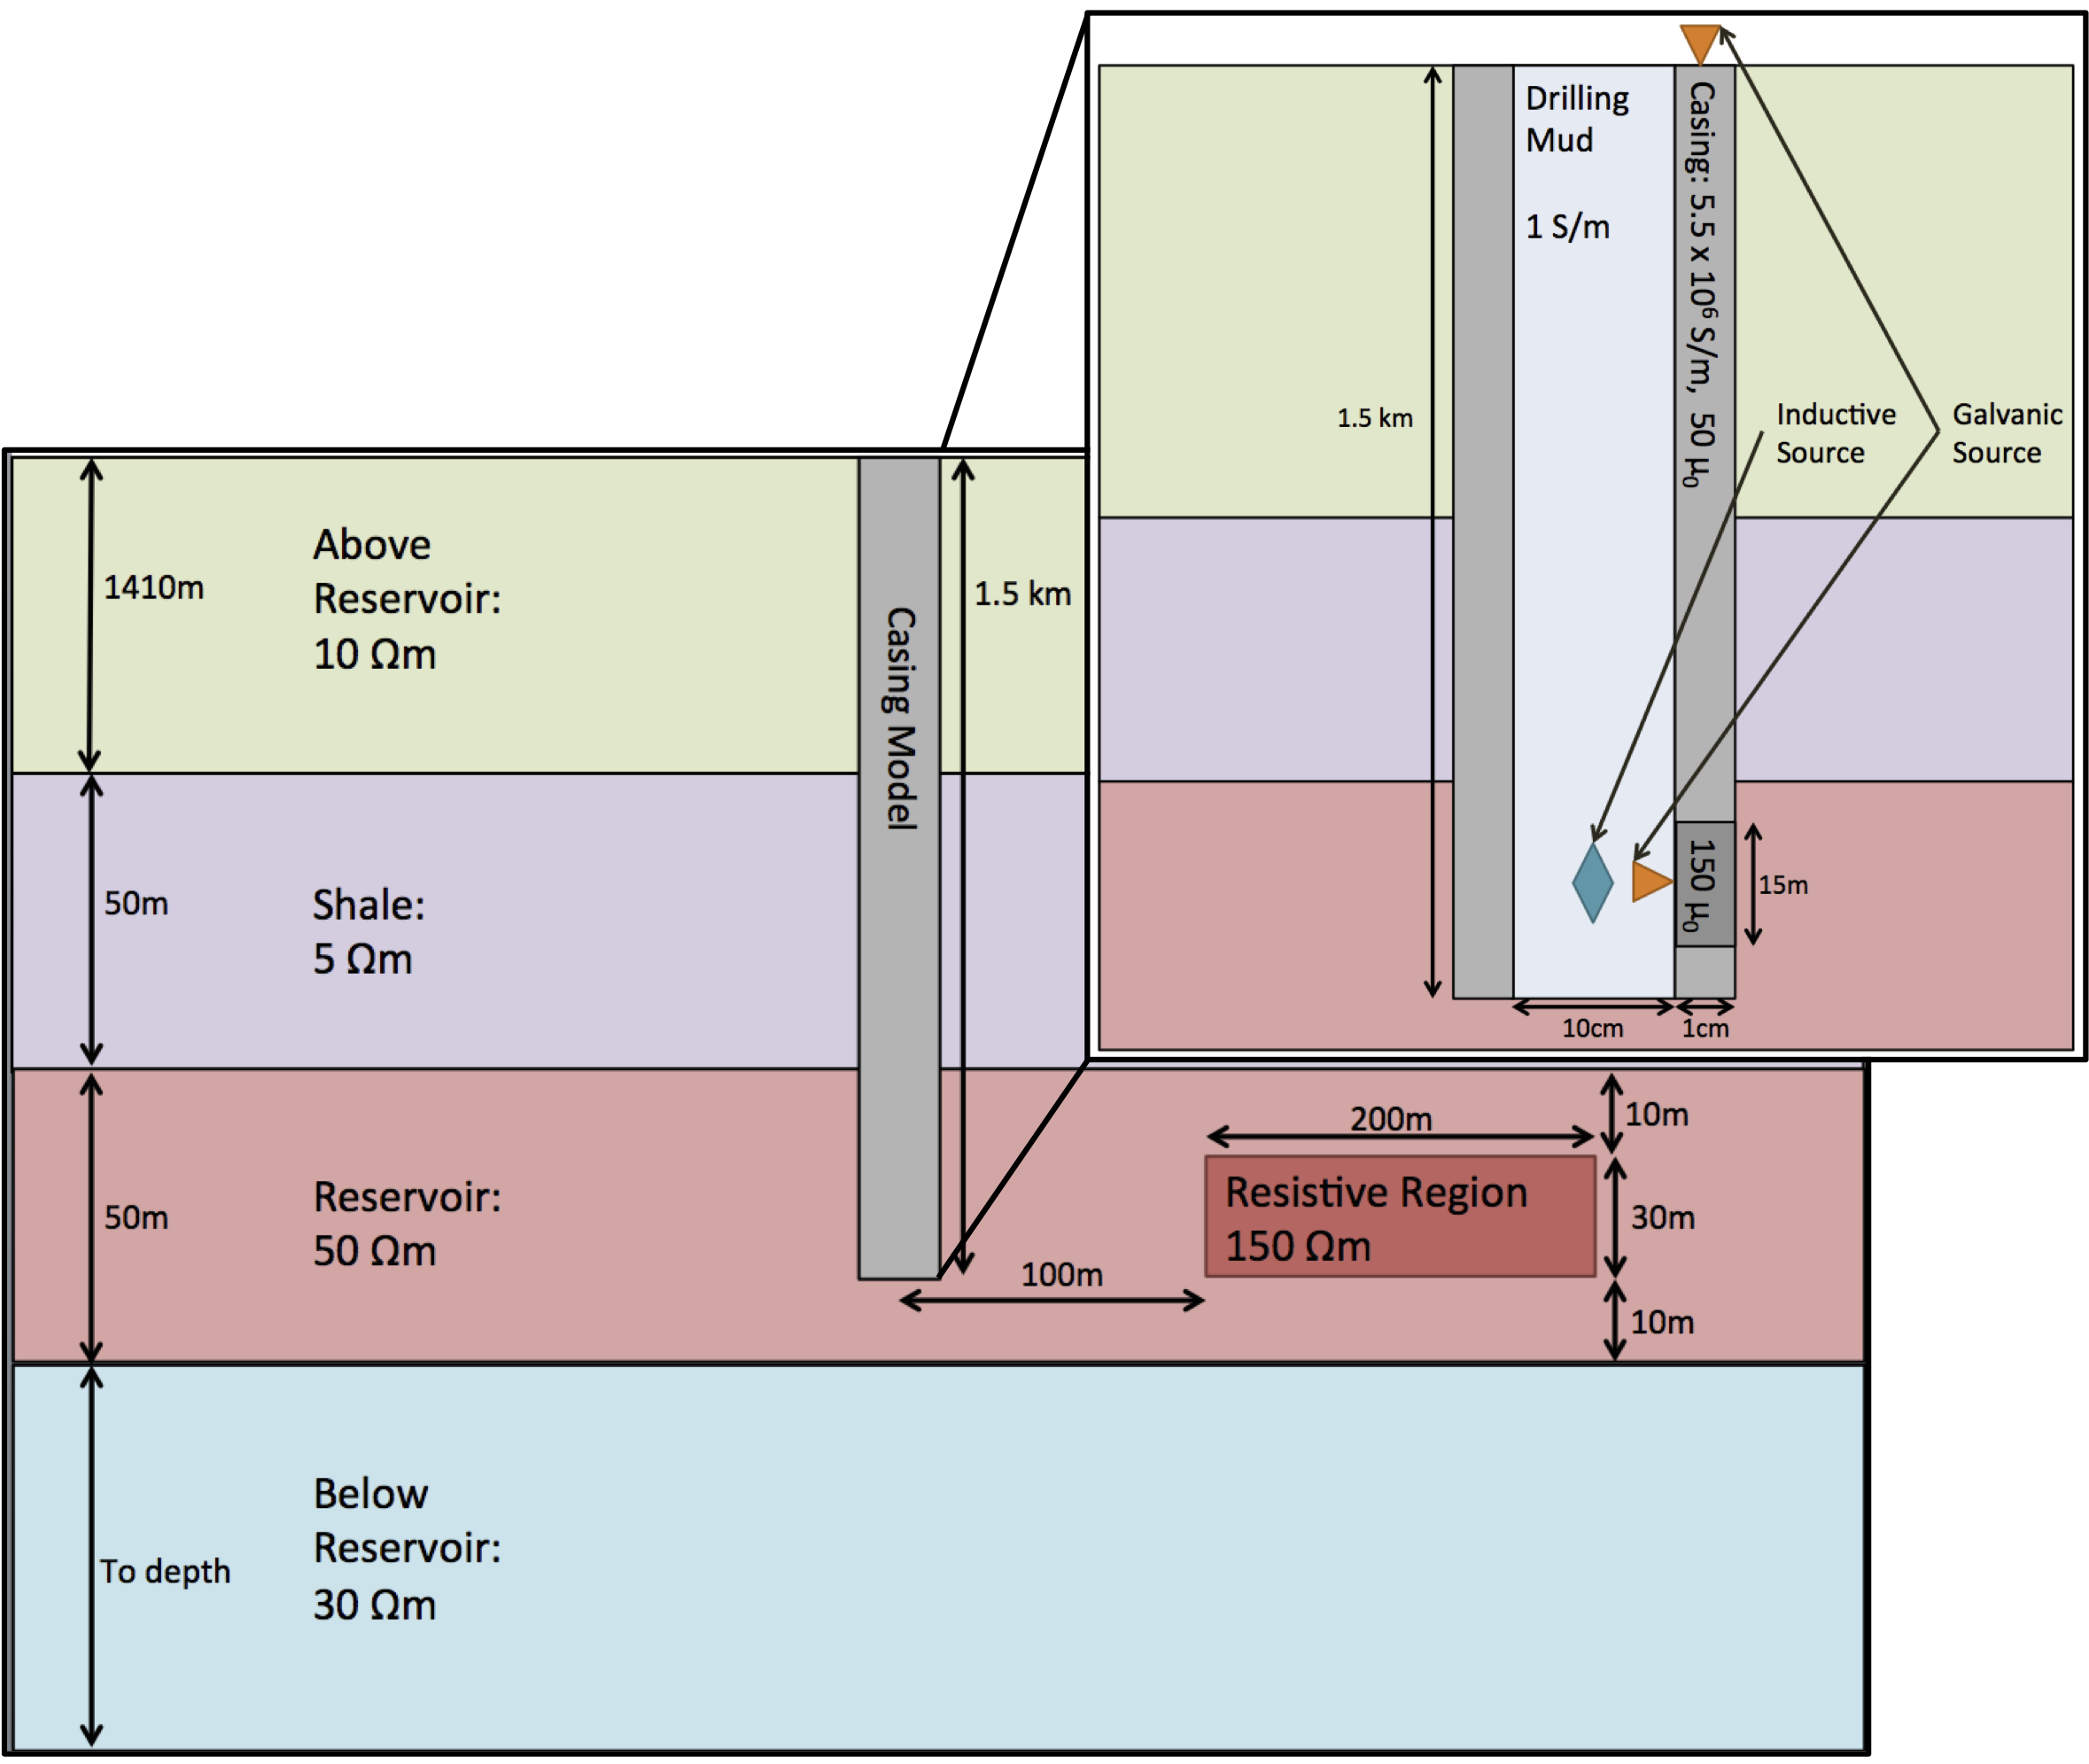 Drilling
Mud
1 S/m
Casing: 5.5 x 10⁶ S/m, 50 μ₀
1.5 km
Inductive
Source
Galvanic
Source
150 μ₀
15m
10cm
1cm
1410m
Above
Reservoir:
10 Ωm
Casing Model
1.5 km
50m
Shale:
5 Ωm
50m
Reservoir:
50 Ωm
200m
10m
Resistive Region
150 Ωm
30m
100m
10m
Below
Reservoir:
30 Ωm
To depth